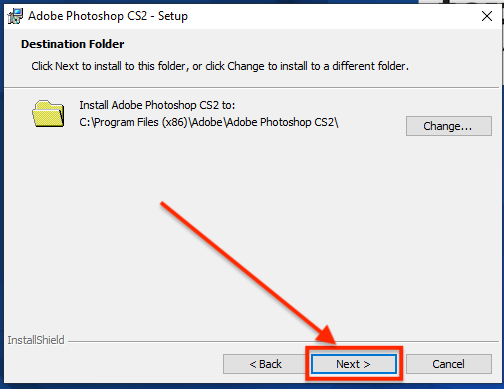 Adobe Photoshop CS2 - Setup
Destination Folder
Click Next to install to this folder, or click Change to install to a different folder.
Install Adobe Photoshop CS2 to:
C:\Program Files (x86)\Adobe\Adobe Photoshop CS2\
Change...
InstallShield
< Back
Next >
Cancel